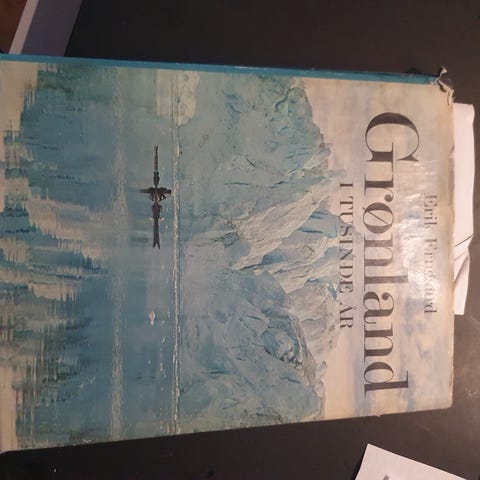 Erik Erngaard
Grønland
I TUSINDE ÅR